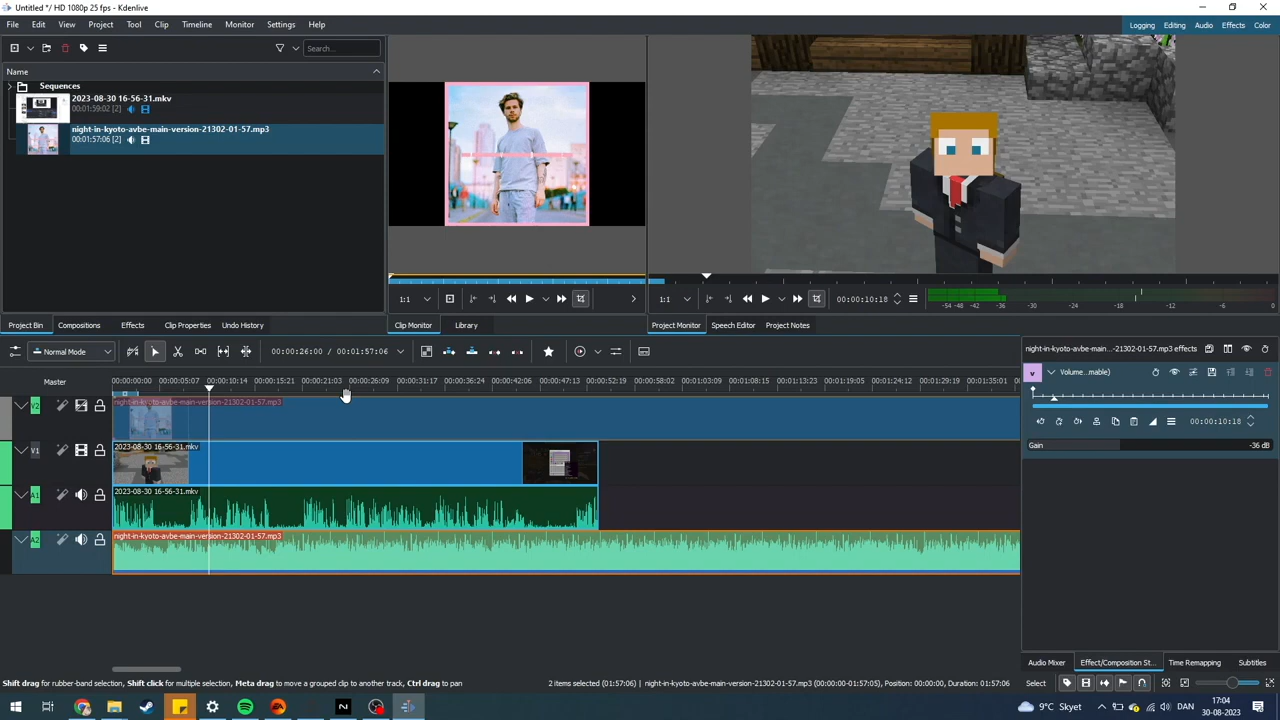 Untitled */ HD 1080p 25 fps - Kdenlive
File Edit View Project Tool Clip Timeline Monitor Settings Help
Logging Editing Audio Effects Color
Search...
Name
Sequences
2023-08-30 16-56-31.mkv
00:01:59:02 [2]
night-in-kyoto-avbe-main-version-21302-01-57.mp3
00:01:57:06 [2]
1:1
1:1
00:00:10:18
-54 -48 -42 -36 -30 -24 -18 -12 -6 0
Project Bin Compositions Effects Clip Properties Undo History
Clip Monitor Library
Project Monitor Speech Editor Project Notes
Normal Mode
00:00:26:00 / 00:01:57:06
night-in-kyoto-avbe-main...-21302-01-57.mp3 effects
Master
00:00:00:00 00:00:05:07 00:00:10:14 00:00:15:21 00:00:21:03 00:00:26:09 00:00:31:17 00:00:36:24 00:00:42:06 00:00:47:13 00:00:52:19 00:00:58:02 00:01:03:09 00:01:08:15 00:01:13:23 00:01:19:05 00:01:24:12 00:01:29:19 00:01:35:01
V Volume...mable)
V2
night-in-kyoto-avbe-main-version-21302-01-57.mp3
00:00:10:18
Gain -36 dB
V1
2023-08-30 16-56-31.mkv
A1
2023-08-30 16-56-31.mkv
A2
night-in-kyoto-avbe-main-version-21302-01-57.mp3
Audio Mixer Effect/Composition St... Time Remapping Subtitles
Shift drag for rubber-band selection, Shift click for multiple selection, Meta drag to move a grouped clip to another track, Ctrl drag to pan
2 items selected (01:57:06) | night-in-kyoto-avbe-main-version-21302-01-57.mp3 (00:00:00-00:01:57:05), Position: 00:00:00, Duration: 01:57:06
Select
9°C Skyet
DAN
17:04
30-08-2023